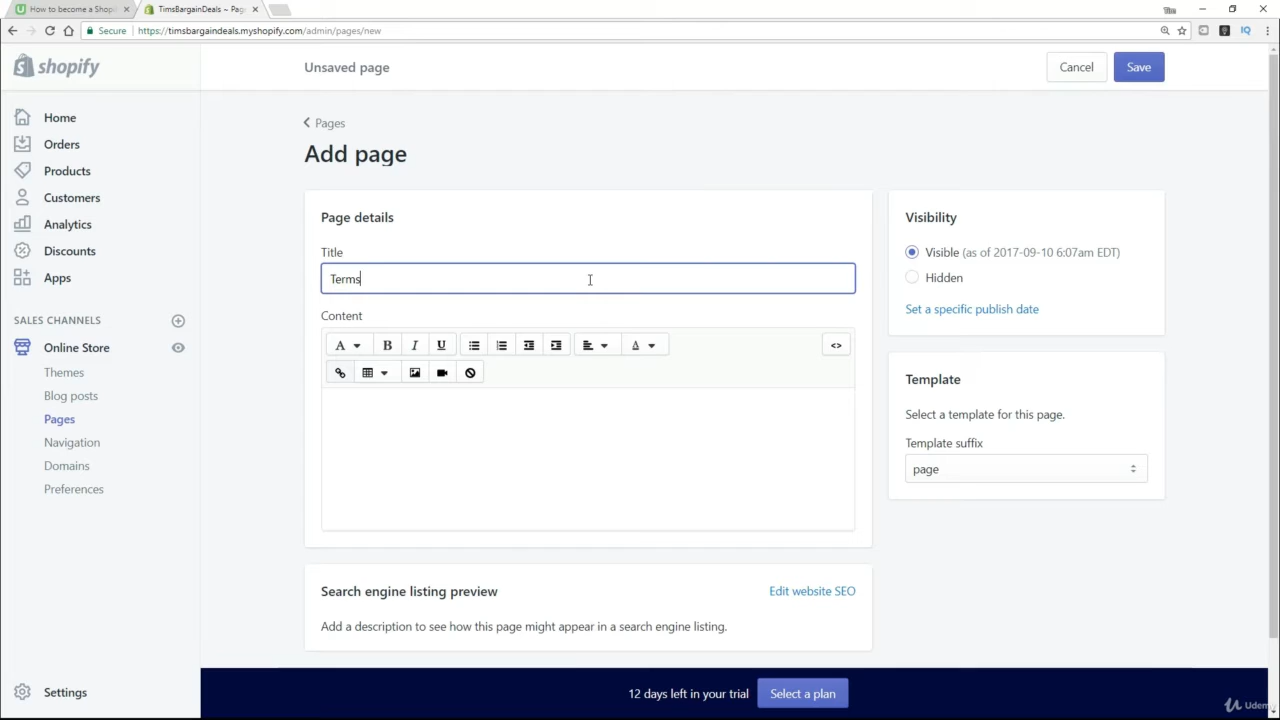 How to become a Shopi
TimsBargainDeals ~ Page
Tim
Secure
https://timsbargaindeals.myshopify.com/admin/pages/new
IQ
shopify
Unsaved page
Cancel
Save
Home
Orders
Products
Customers
Analytics
Discounts
Apps
SALES CHANNELS
Online Store
Themes
Blog posts
Pages
Navigation
Domains
Preferences
Settings
Pages
Add page
Page details
Title
Terms
Content
A B I U A <>
Search engine listing preview
Edit website SEO
Add a description to see how this page might appear in a search engine listing.
Visibility
Visible (as of 2017-09-10 6:07am EDT)
Hidden
Set a specific publish date
Template
Select a template for this page.
Template suffix
page
12 days left in your trial
Select a plan
Udemy